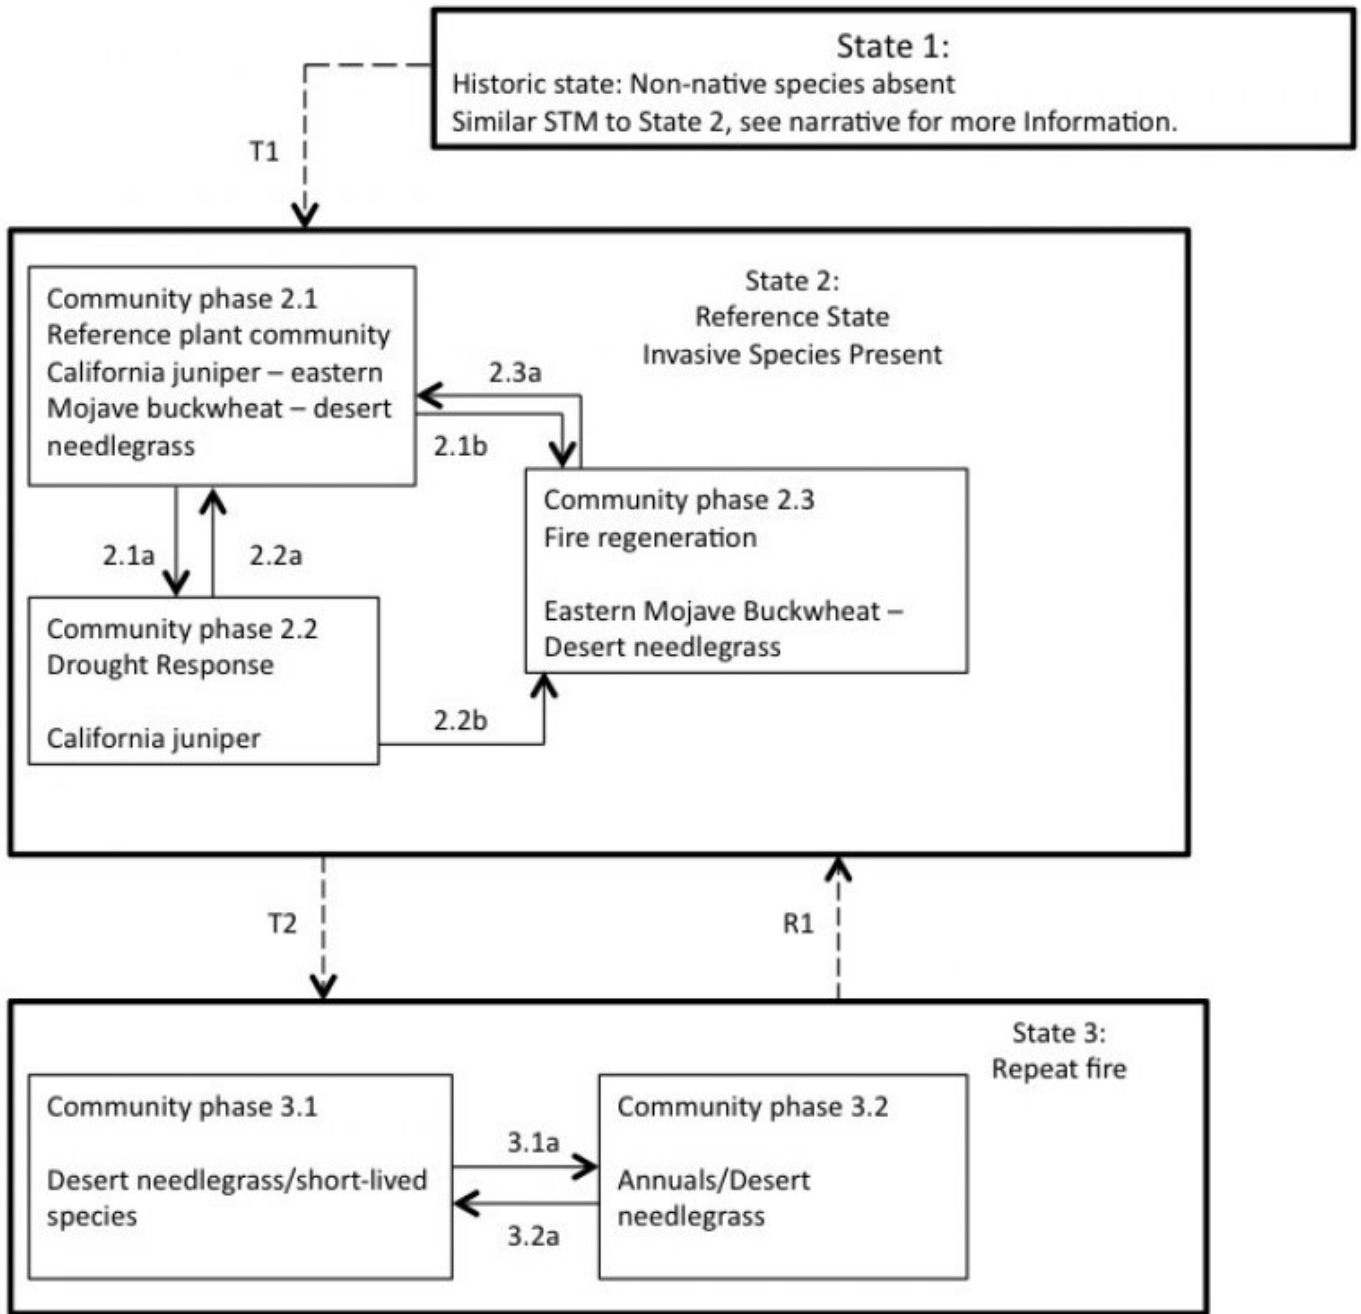 State 1:
Historic state: Non-native species absent
Similar STM to State 2, see narrative for more Information.
T1
State 2:
Reference State
Invasive Species Present
Community phase 2.1
Reference plant community
California juniper – eastern
Mojave buckwheat – desert
needlegrass
2.3a
2.1b
Community phase 2.3
Fire regeneration
Eastern Mojave Buckwheat –
Desert needlegrass
2.1a
2.2a
Community phase 2.2
Drought Response
California juniper
2.2b
T2
R1
State 3:
Repeat fire
Community phase 3.1
Desert needlegrass/short-lived
species
3.1a
3.2a
Community phase 3.2
Annuals/Desert
needlegrass